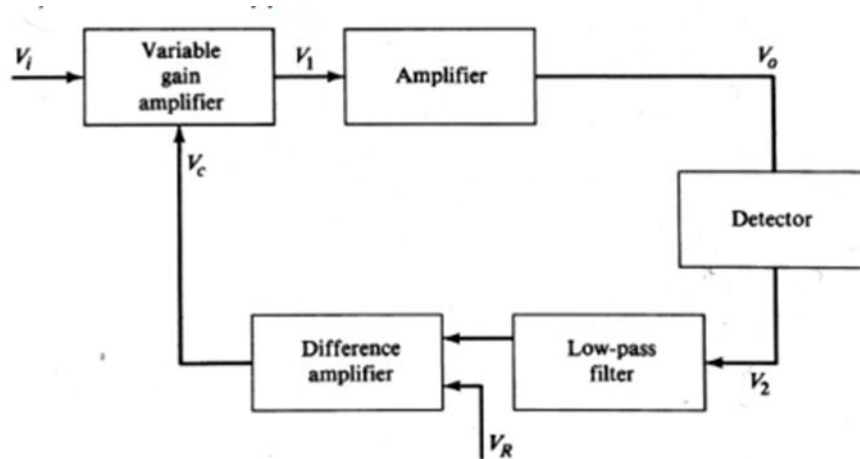 V_i
Variable
gain
amplifier
V_1
Amplifier
V_o
V_c
Detector
Difference
amplifier
Low-pass
filter
V_2
V_R